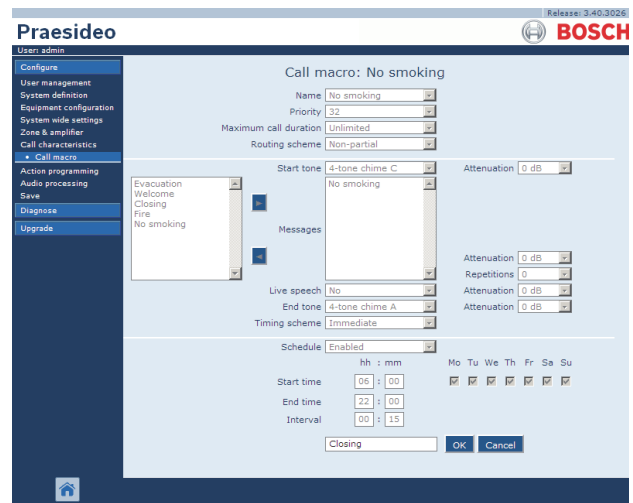 Release: 3.40.3026
Praesideo
BOSCH
User: admin
Configure
User management
System definition
Equipment configuration
System wide settings
Zone & amplifier
Call characteristics
• Call macro
Action programming
Audio processing
Save
Diagnose
Upgrade
Call macro: No smoking
Name No smoking
Priority 32
Maximum call duration Unlimited
Routing scheme Non-partial
Start tone 4-tone chime C Attenuation 0 dB
Evacuation
Welcome
Closing
Fire
No smoking
Messages
No smoking
Attenuation 0 dB
Repetitions 0
Live speech No Attenuation 0 dB
End tone 4-tone chime A Attenuation 0 dB
Timing scheme Immediate
Schedule Enabled
hh : mm Mo Tu We Th Fr Sa Su
Start time 06 : 00
End time 22 : 00
Interval 00 : 15
Closing OK Cancel